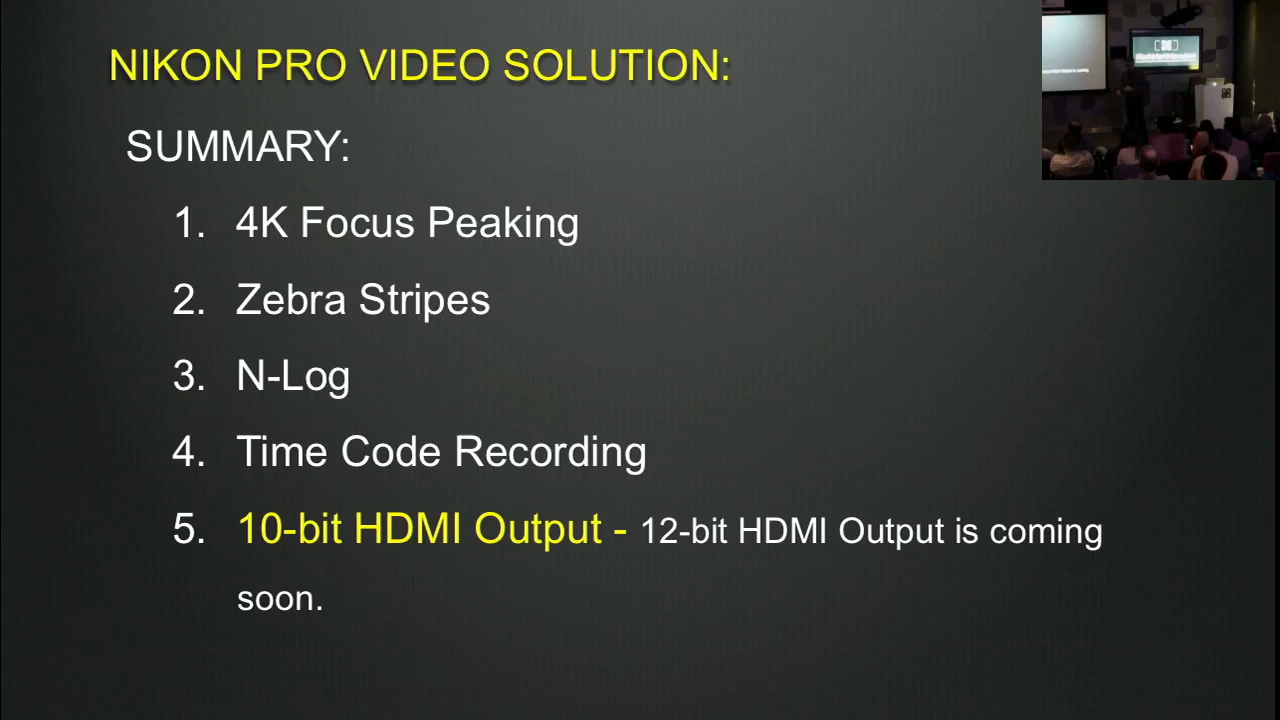 NIKON PRO VIDEO SOLUTION:
SUMMARY:
1. 4K Focus Peaking
2. Zebra Stripes
3. N-Log
4. Time Code Recording
5. 10-bit HDMI Output - 12-bit HDMI Output is coming
soon.